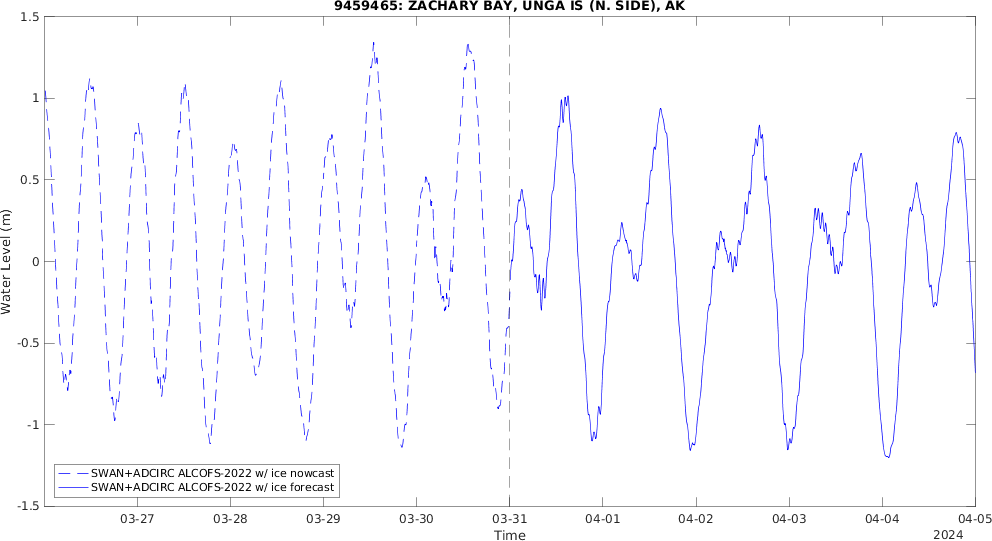 9459465: ZACHARY BAY, UNGA IS (N. SIDE), AK
Water Level (m)
1.5
1
0.5
0
-0.5
-1
-1.5
SWAN+ADCIRC ALCOFS-2022 w/ ice nowcast
SWAN+ADCIRC ALCOFS-2022 w/ ice forecast
03-27 03-28 03-29 03-30 03-31 04-01 04-02 04-03 04-04 04-05
Time
2024